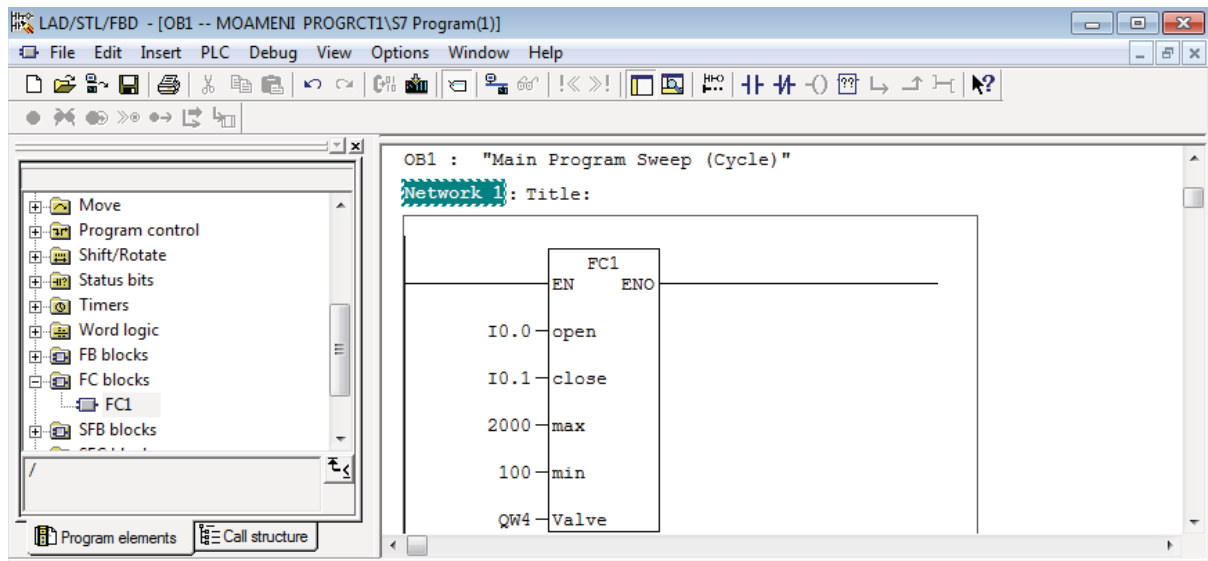 LAD/STL/FBD - [OB1 -- MOAMENI PROGRCT1\S7 Program(1)]
File Edit Insert PLC Debug View Options Window Help
OB1 : "Main Program Sweep (Cycle)"
Network 1: Title:
Move
Program control
Shift/Rotate
Status bits
Timers
Word logic
FB blocks
FC blocks
FC1
SFB blocks
/
Program elements
Call structure
FC1
EN ENO
I0.0 open
I0.1 close
2000 max
100 min
QW4 Valve